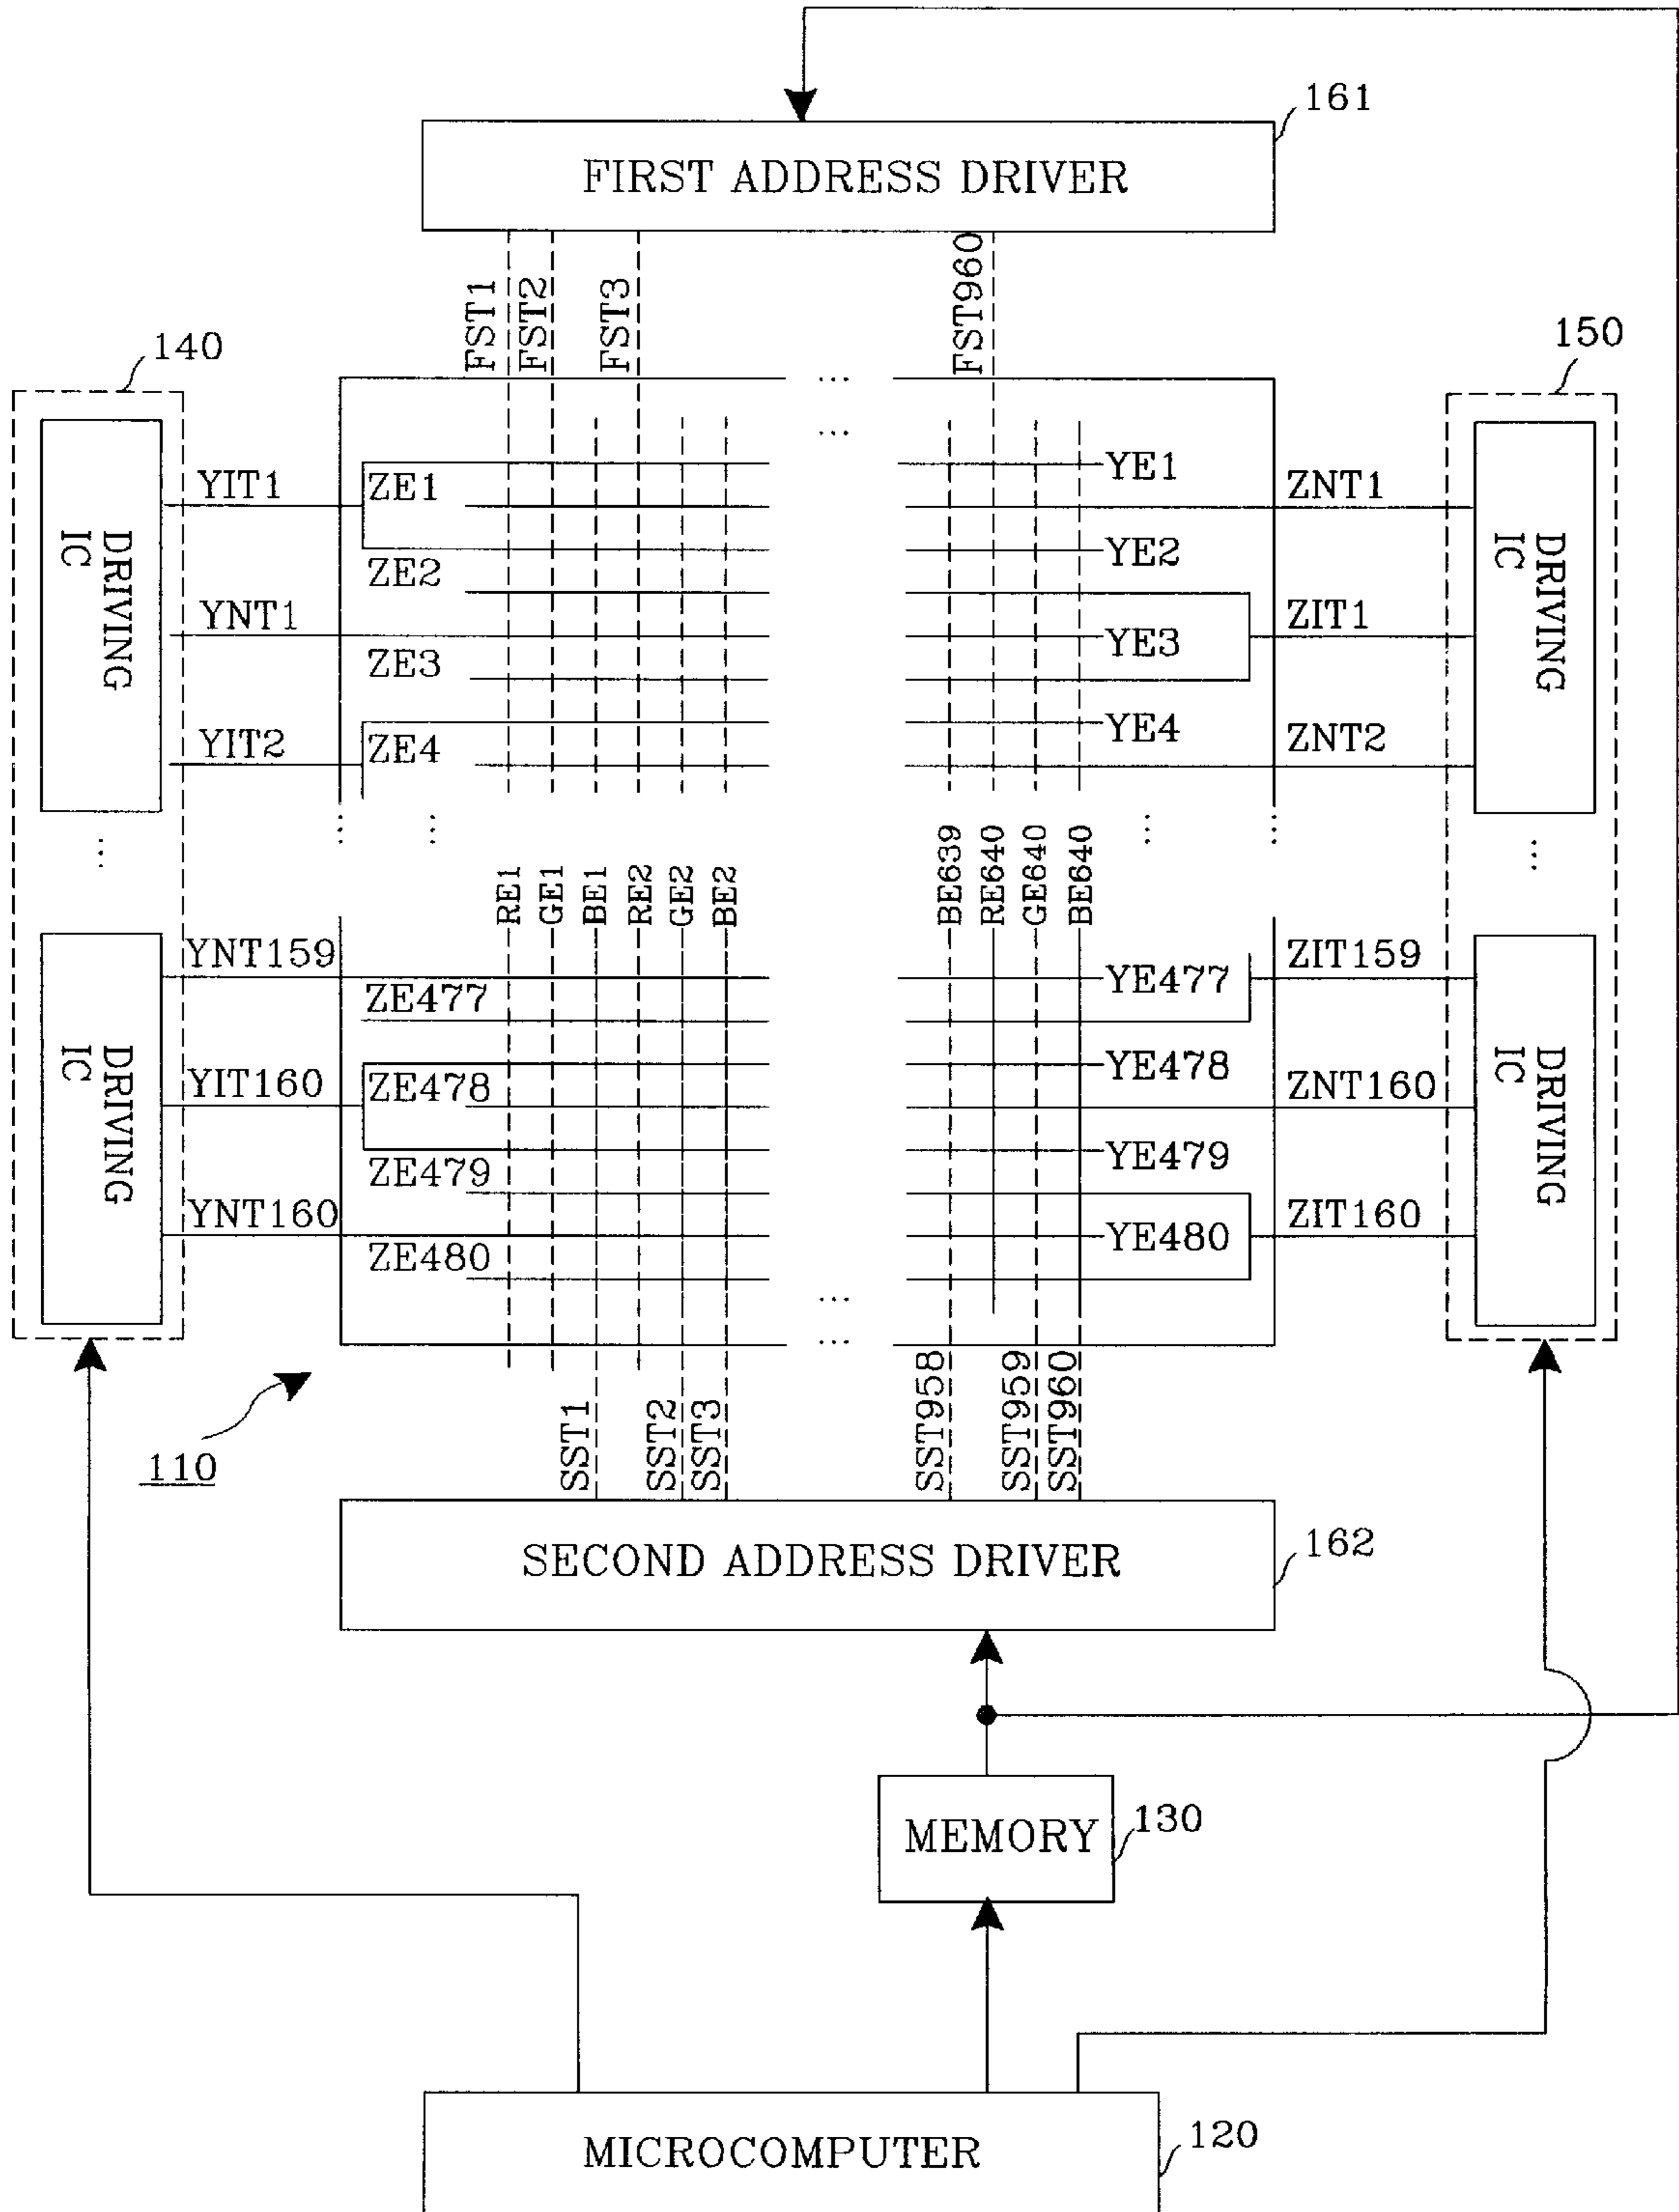 161
FIRST ADDRESS DRIVER
FST1
FST2
FST3
FST960
140
150
...
...
DRIVING IC
DRIVING IC
YIT1
ZE1
YE1
ZNT1
ZE2
YE2
YNT1
ZE3
YE3
ZIT1
YIT2
ZE4
YE4
ZNT2
...
...
...
...
...
...
RE1
GE1
BE1
RE2
GE2
BE2
BE639
RE640
GE640
BE640
DRIVING IC
DRIVING IC
YNT159
ZE477
YE477
ZIT159
YIT160
ZE478
YE478
ZNT160
ZE479
YE479
YNT160
ZE480
YE480
ZIT160
...
...
110
SST1
SST2
SST3
SST958
SST959
SST960
SECOND ADDRESS DRIVER
162
MEMORY
130
MICROCOMPUTER
120